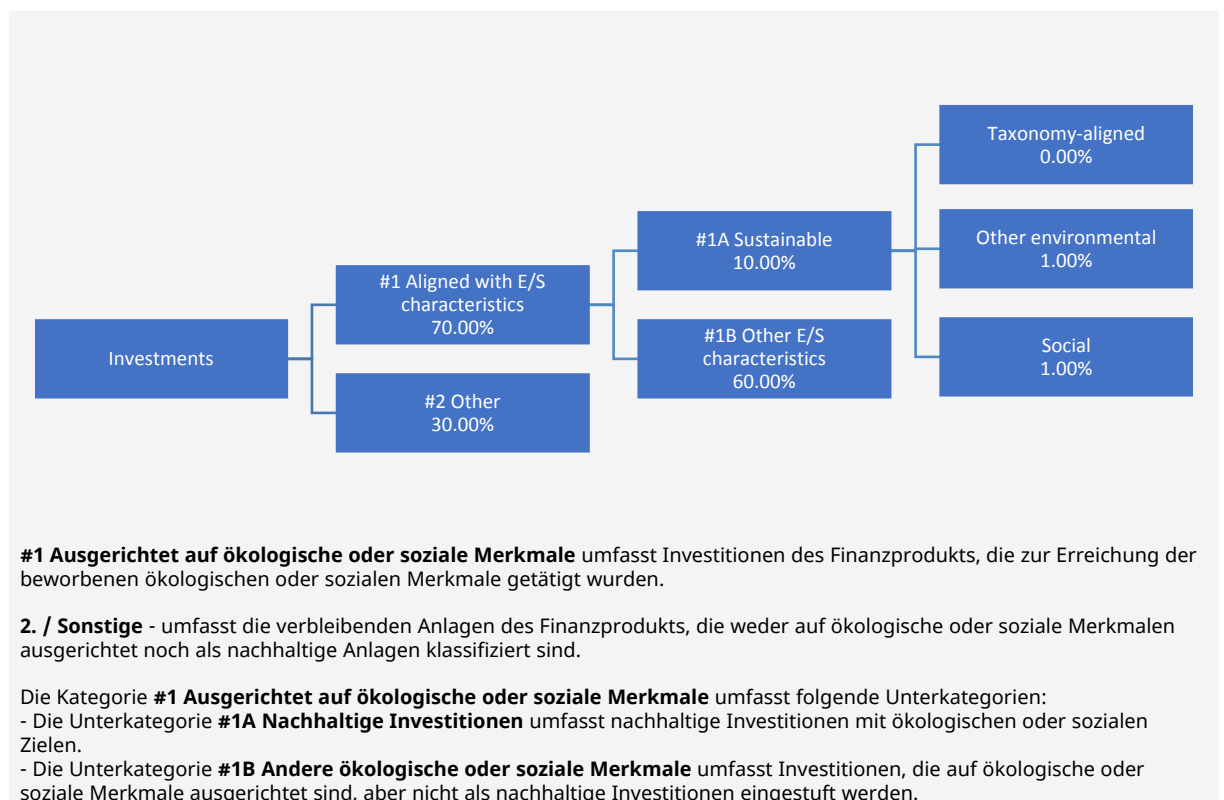 Taxonomy-aligned
0.00%
#1A Sustainable
10.00%
Other environmental
1.00%
#1 Aligned with E/S
characteristics
70.00%
Investments
#1B Other E/S
characteristics
60.00%
Social
1.00%
#2 Other
30.00%
#1 Ausgerichtet auf ökologische oder soziale Merkmale umfasst Investitionen des Finanzprodukts, die zur Erreichung der
beworbenen ökologischen oder sozialen Merkmale getätigt wurden.
2. / Sonstige - umfasst die verbleibenden Anlagen des Finanzprodukts, die weder auf ökologische oder soziale Merkmalen
ausgerichtet noch als nachhaltige Anlagen klassifiziert sind.
Die Kategorie #1 Ausgerichtet auf ökologische oder soziale Merkmale umfasst folgende Unterkategorien:
- Die Unterkategorie #1A Nachhaltige Investitionen umfasst nachhaltige Investitionen mit ökologischen oder sozialen
Zielen.
- Die Unterkategorie #1B Andere ökologische oder soziale Merkmale umfasst Investitionen, die auf ökologische oder
soziale Merkmale ausgerichtet sind, aber nicht als nachhaltige Investitionen eingestuft werden.